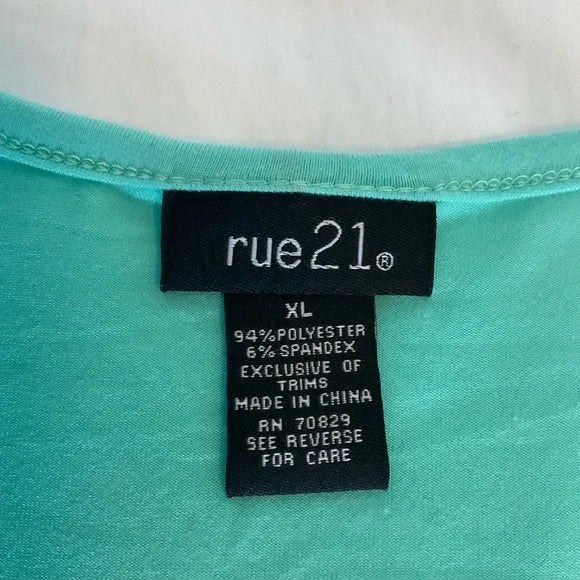 rue21®
XL
94%POLYESTER
6% SPANDEX
EXCLUSIVE OF
TRIMS
MADE IN CHINA
RN 70829
SEE REVERSE
FOR CARE